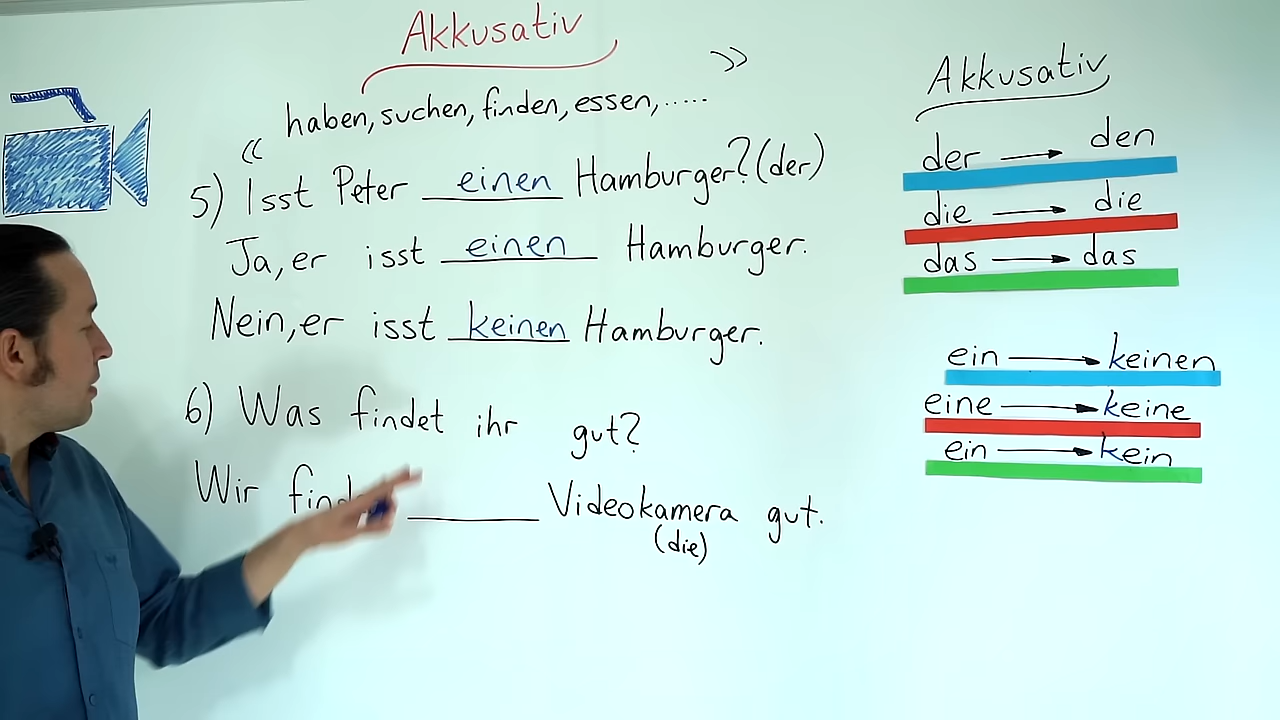 Akkusativ
haben, suchen, finden, essen, .....
« »
5) Isst Peter einen Hamburger? (der)
Ja, er isst einen Hamburger.
Nein, er isst keinen Hamburger.
6) Was findet ihr gut?
Wir ______ Videokamera gut.
(die)
Akkusativ
der → den
die → die
das → das
ein → keinen
eine → keine
ein → kein